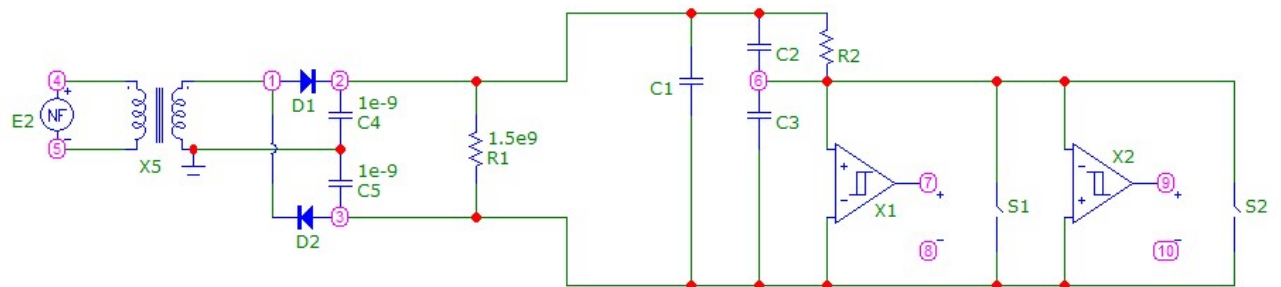 C2
R2
4
+
1
2
6
NF
D1
C1
E2
1e-9
C4
C3
1.5e9
R1
5
-
X5
1e-9
C5
+
-
X1
7
+
S1
-
+
X2
9
+
S2
D2
3
8
-
10
-